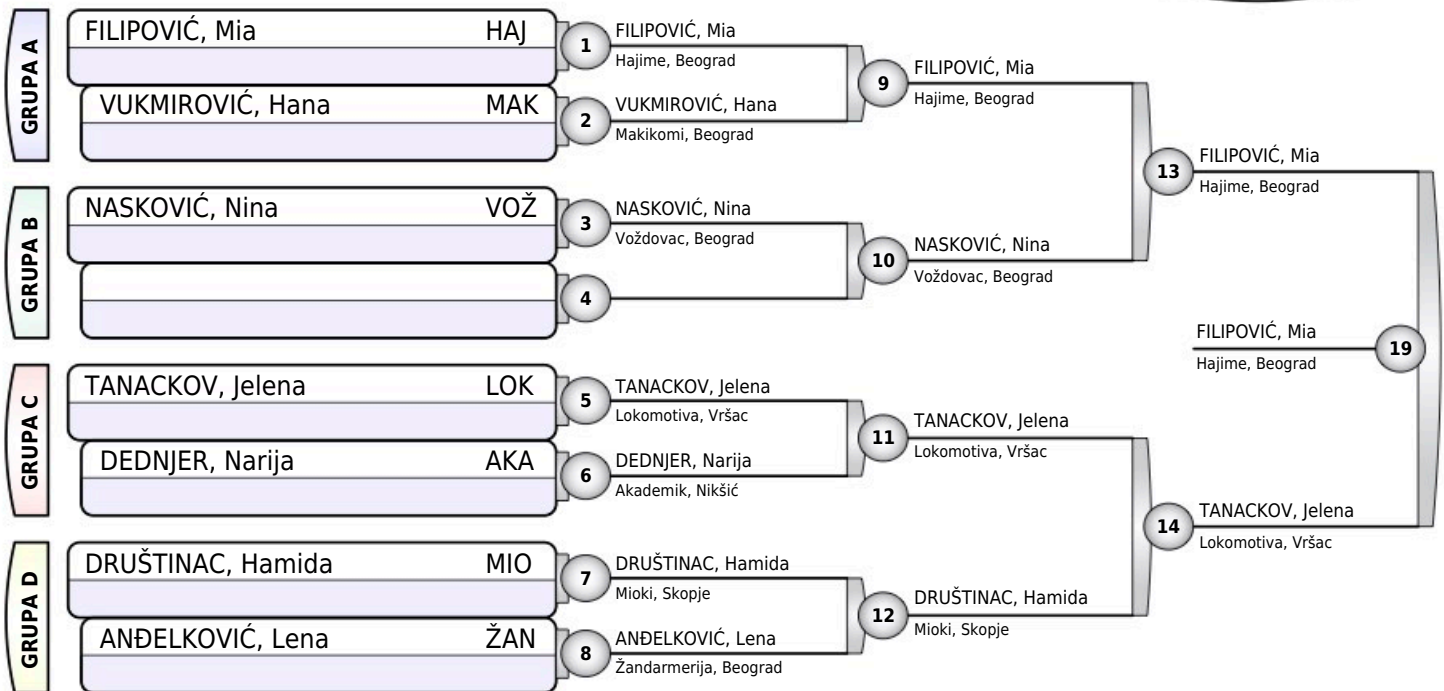 GRUPA A
FILIPOVIĆ, Mia HAJ
VUKMIROVIĆ, Hana MAK
GRUPA B
NASKOVIĆ, Nina VOŽ
GRUPA C
TANACKOV, Jelena LOK
DEDNJER, Narija AKA
GRUPA D
DRUŠTINAC, Hamida MIO
ANĐELKOVIĆ, Lena ŽAN
1
FILIPOVIĆ, Mia
Hajime, Beograd
2
VUKMIROVIĆ, Hana
Makikomi, Beograd
3
NASKOVIĆ, Nina
Voždovac, Beograd
4
5
TANACKOV, Jelena
Lokomotiva, Vršac
6
DEDNJER, Narija
Akademik, Nikšić
7
DRUŠTINAC, Hamida
Mioki, Skopje
8
ANĐELKOVIĆ, Lena
Žandarmerija, Beograd
9
FILIPOVIĆ, Mia
Hajime, Beograd
10
NASKOVIĆ, Nina
Voždovac, Beograd
11
TANACKOV, Jelena
Lokomotiva, Vršac
12
DRUŠTINAC, Hamida
Mioki, Skopje
13
FILIPOVIĆ, Mia
Hajime, Beograd
14
TANACKOV, Jelena
Lokomotiva, Vršac
FILIPOVIĆ, Mia
Hajime, Beograd
19